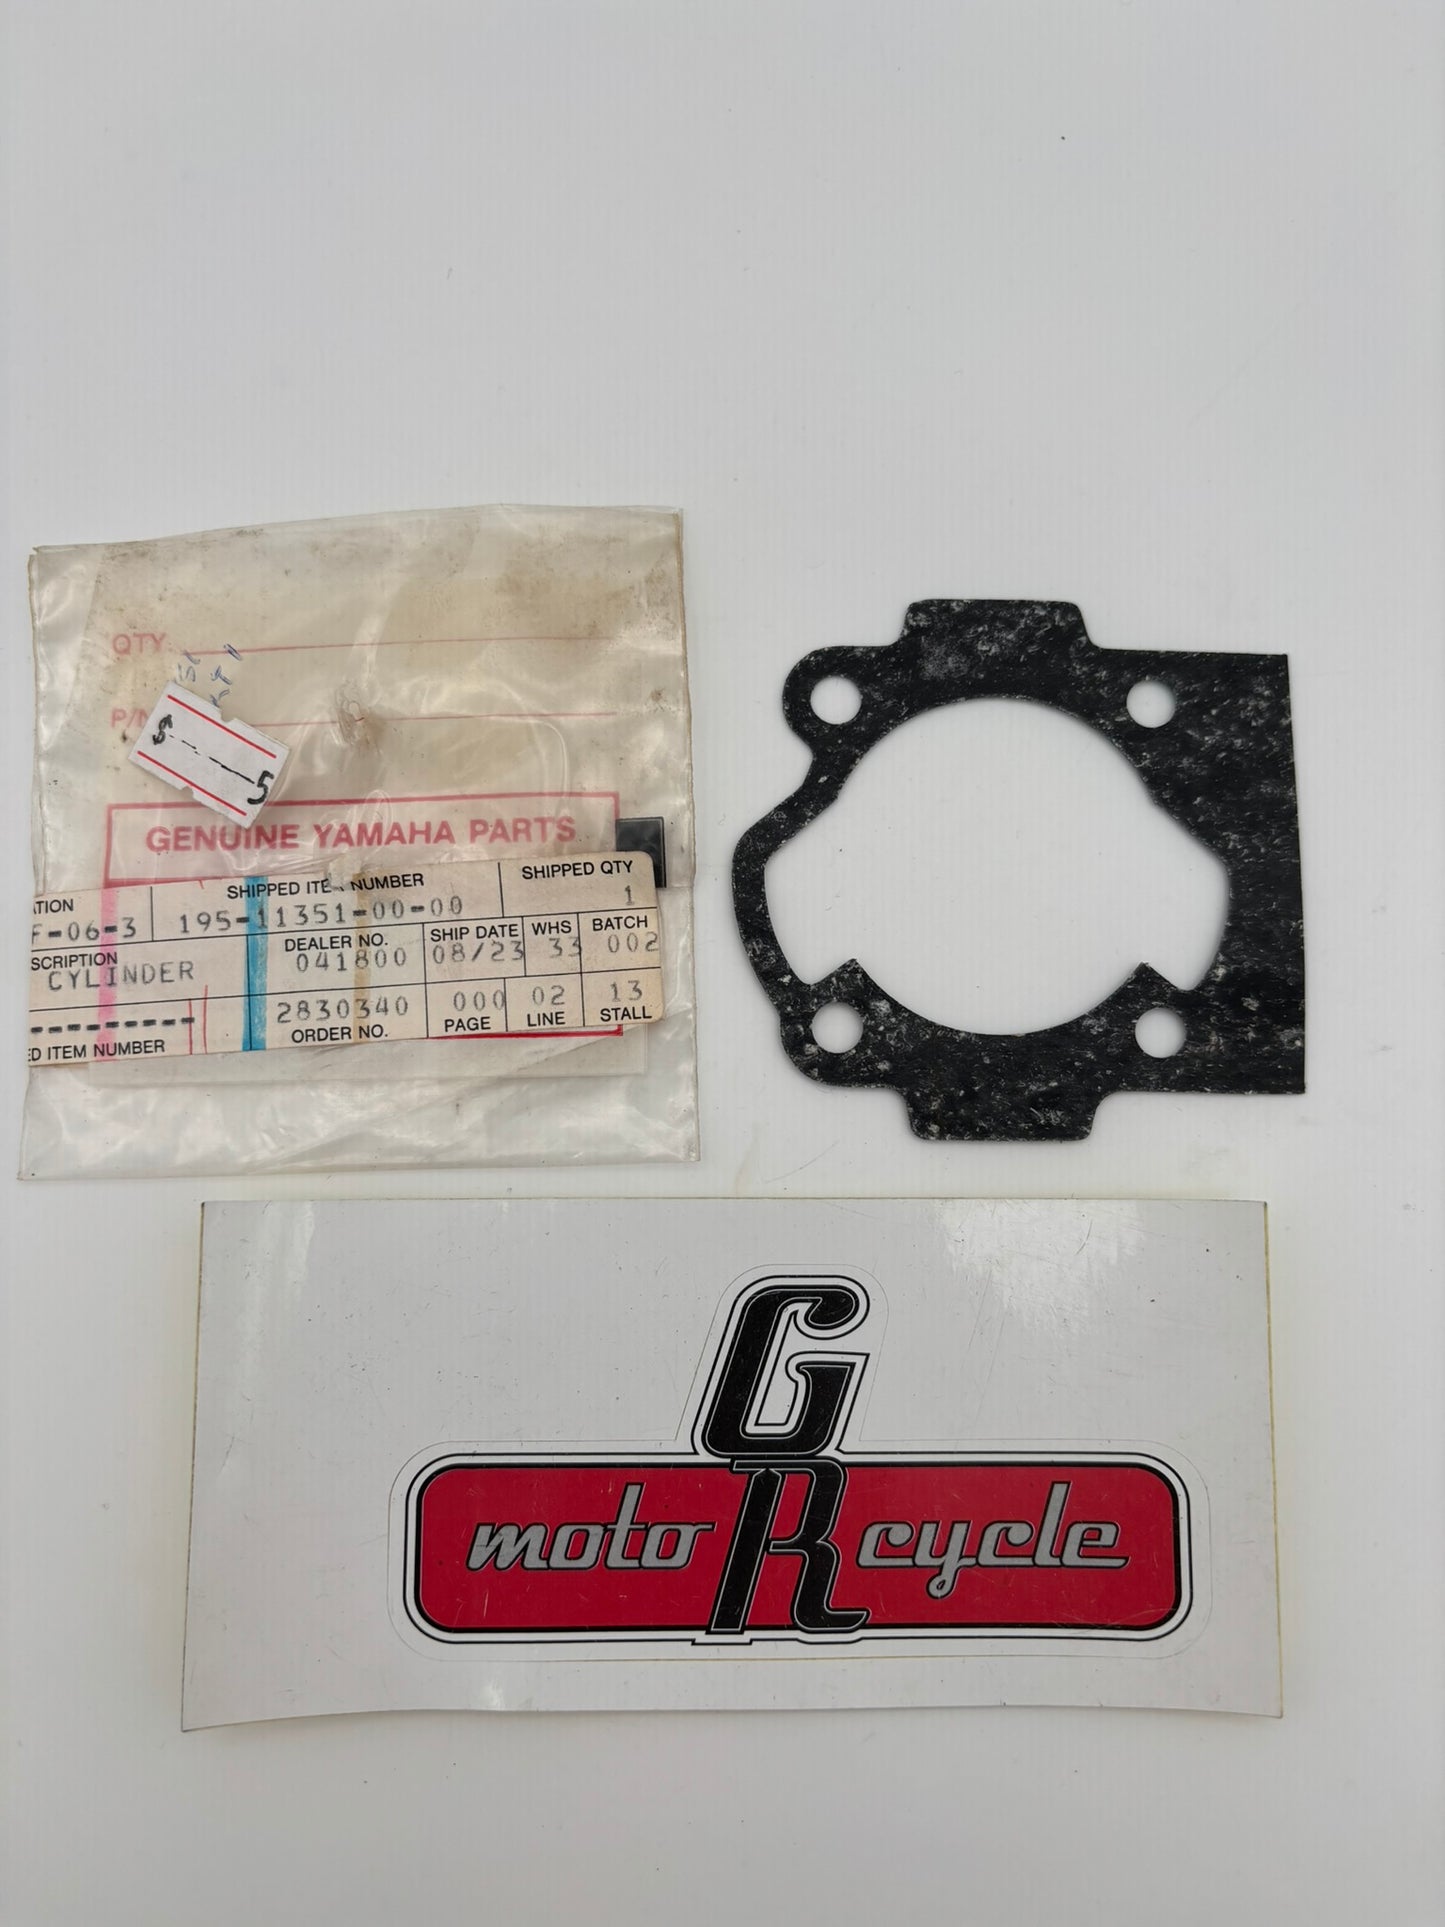 QTY
P/N
$----5
GENUINE YAMAHA PARTS
ATION SHIPPED ITEM NUMBER SHIPPED QTY
F-06-3 195-11351-00-00 1
SCRIPTION DEALER NO. SHIP DATE WHS BATCH
CYLINDER 041800 08/23 33 002
--------- 2830340 000 02 13
ED ITEM NUMBER ORDER NO. PAGE LINE STALL
G
moto R cycle